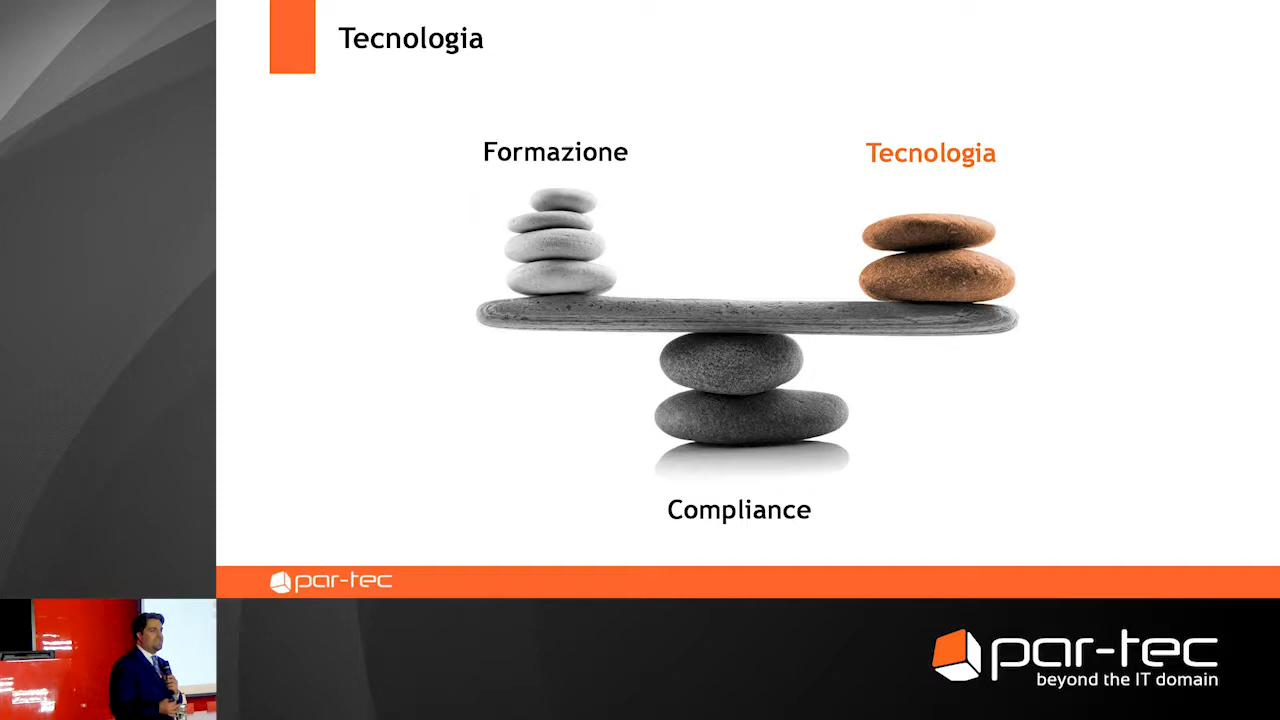 Tecnologia
Formazione
Tecnologia
Compliance
par-tec
par-tec
beyond the IT domain